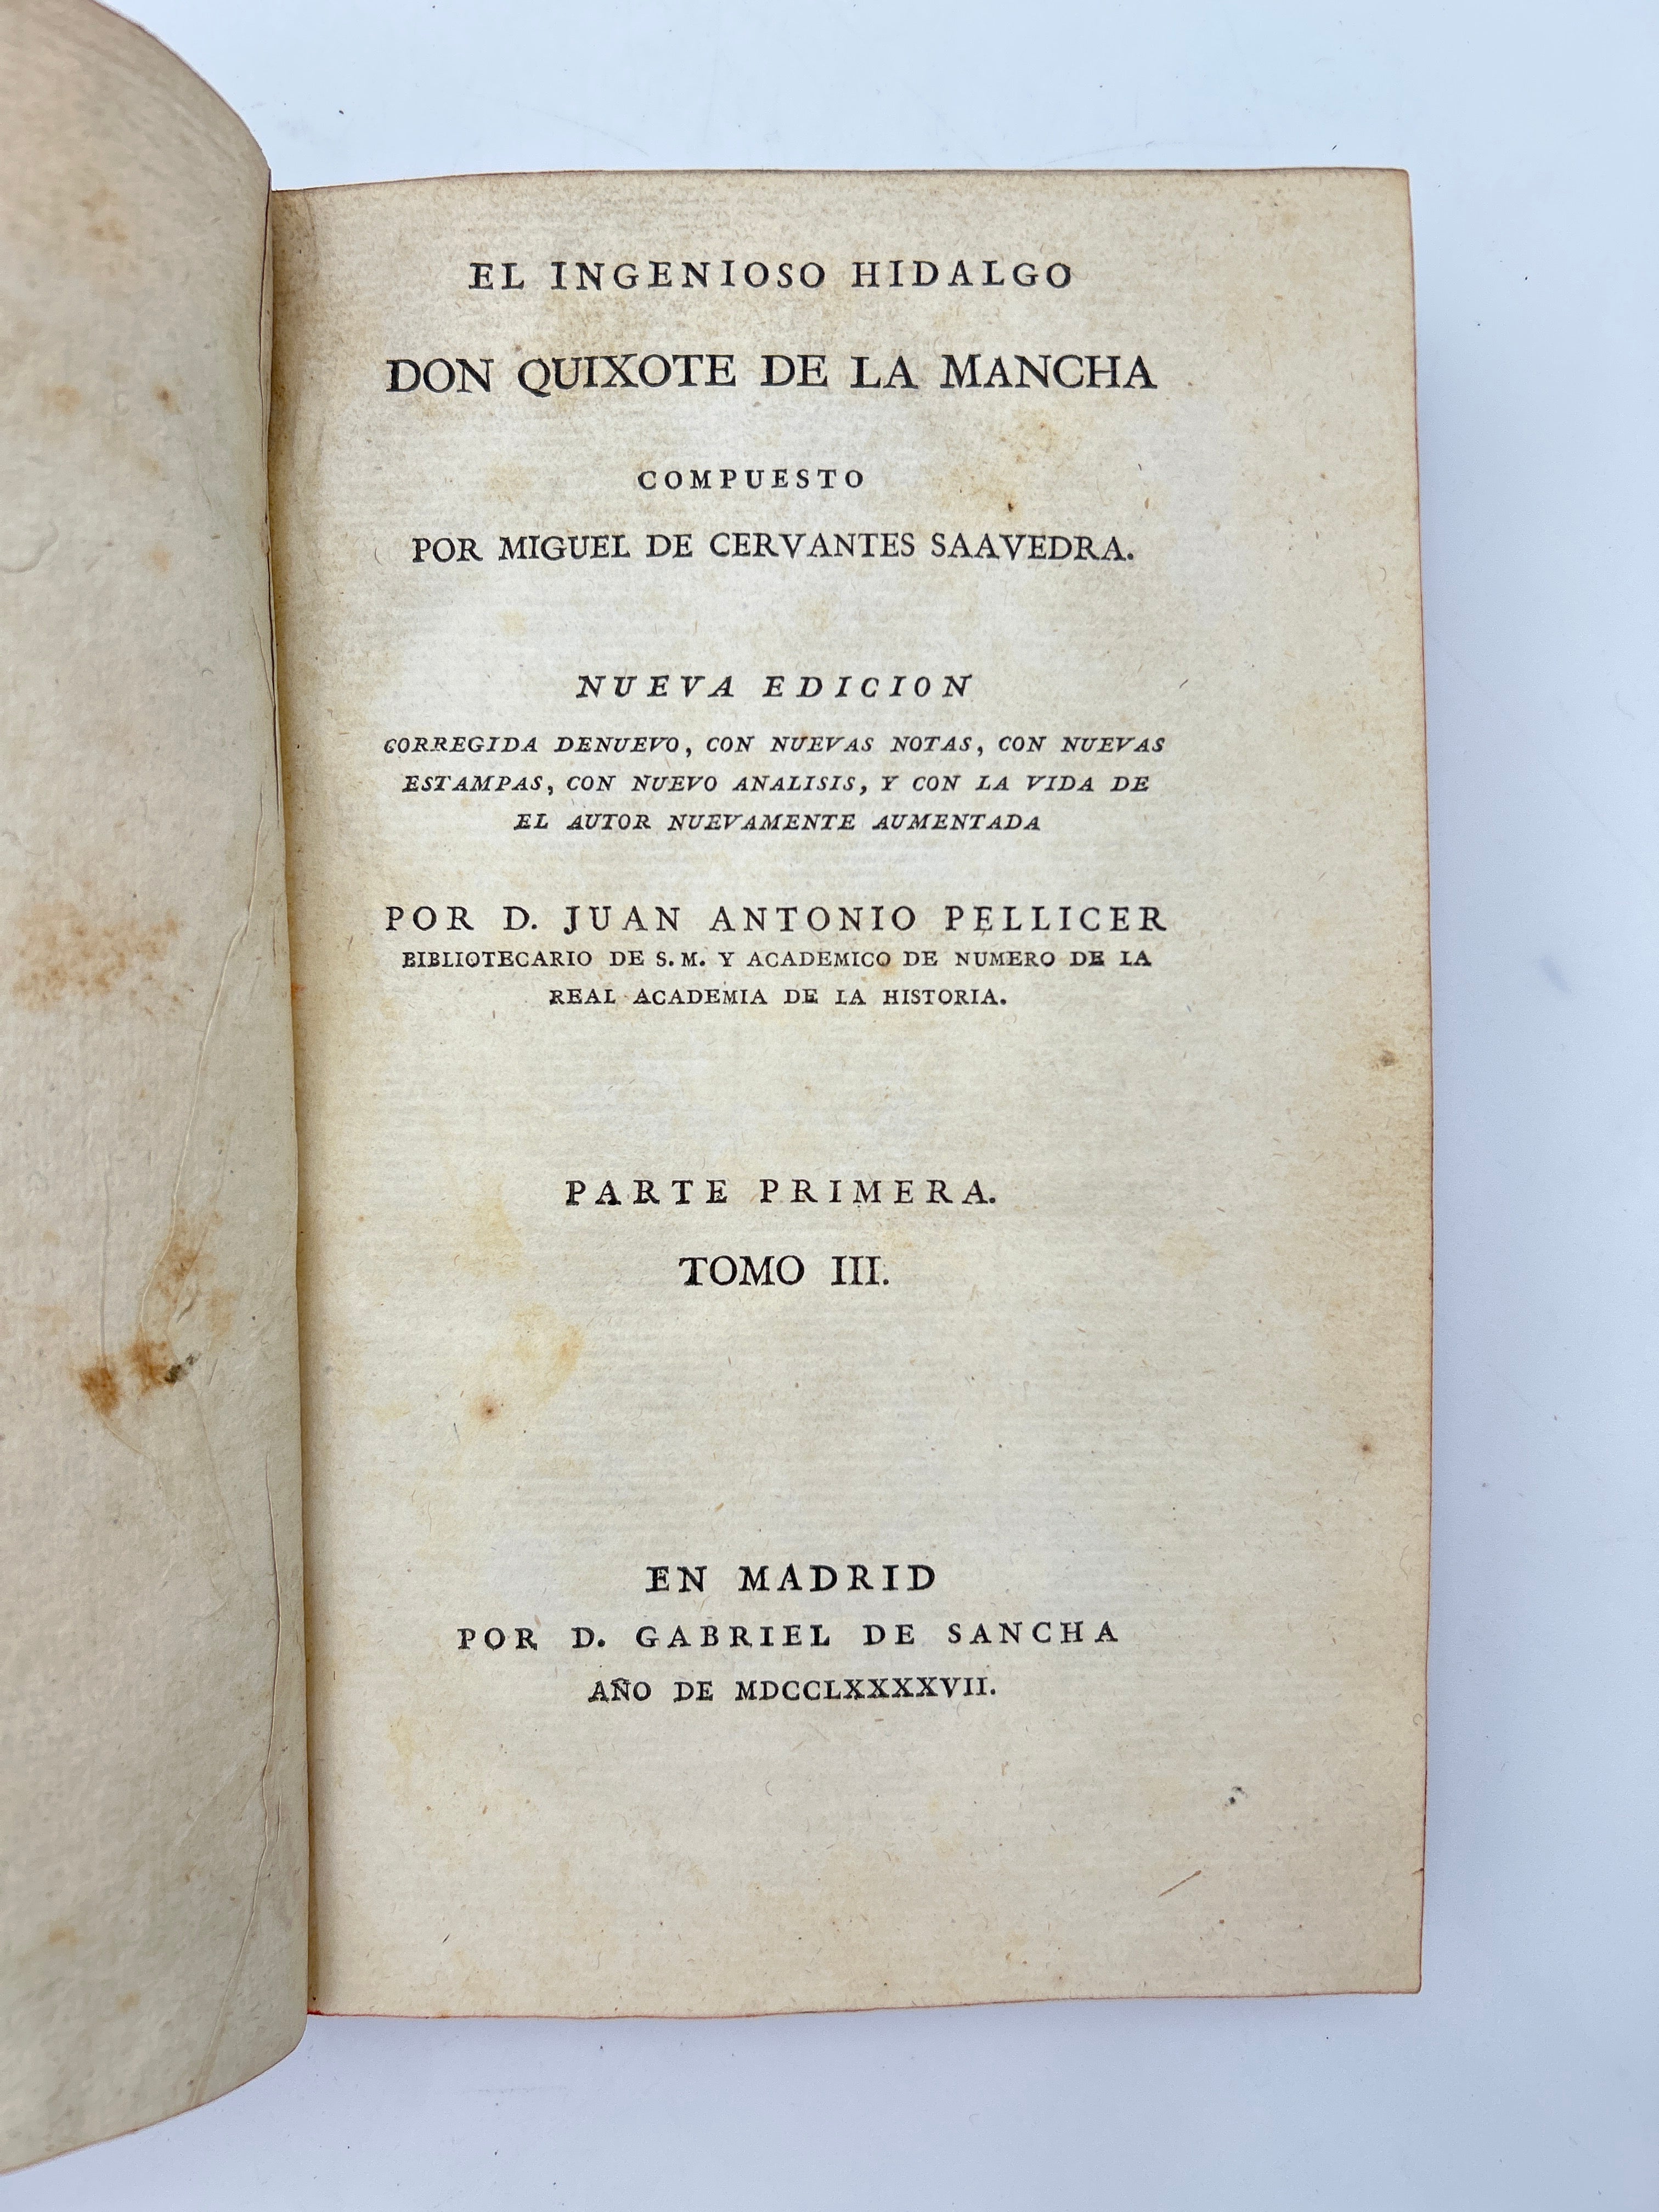 EL INGENIOSO HIDALGO
DON QUIXOTE DE LA MANCHA
COMPUESTO
POR MIGUEL DE CERVANTES SAAVEDRA.
NUEVA EDICION
CORREGIDA DENUEVO, CON NUEVAS NOTAS, CON NUEVAS
ESTAMPAS, CON NUEVO ANALISIS, Y CON LA VIDA DE
EL AUTOR NUEVAMENTE AUMENTADA
POR D. JUAN ANTONIO PELLICER
BIBLIOTECARIO DE S. M. Y ACADEMICO DE NUMERO DE LA
REAL ACADEMIA DE LA HISTORIA.
PARTE PRIMERA.
TOMO III.
EN MADRID
POR D. GABRIEL DE SANCHA
AÑO DE MDCCLXXXXVII.